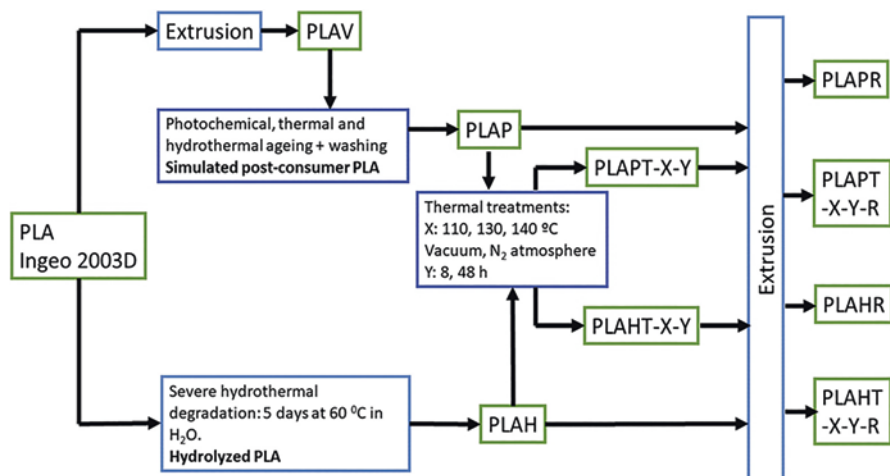 Extrusion
PLAV
Photochemical, thermal and
hydrothermal ageing + washing
Simulated post-consumer PLA
PLAP
PLAPT-X-Y
Thermal treatments:
X: 110, 130, 140 ºC
Vacuum, N₂ atmosphere
Y: 8, 48 h
PLA
Ingeo 2003D
PLAHT-X-Y
Severe hydrothermal
degradation: 5 days at 60 ⁰C in
H₂O.
Hydrolyzed PLA
PLAH
Extrusion
PLAPR
PLAPT
-X-Y-R
PLAHR
PLAHT
-X-Y-R